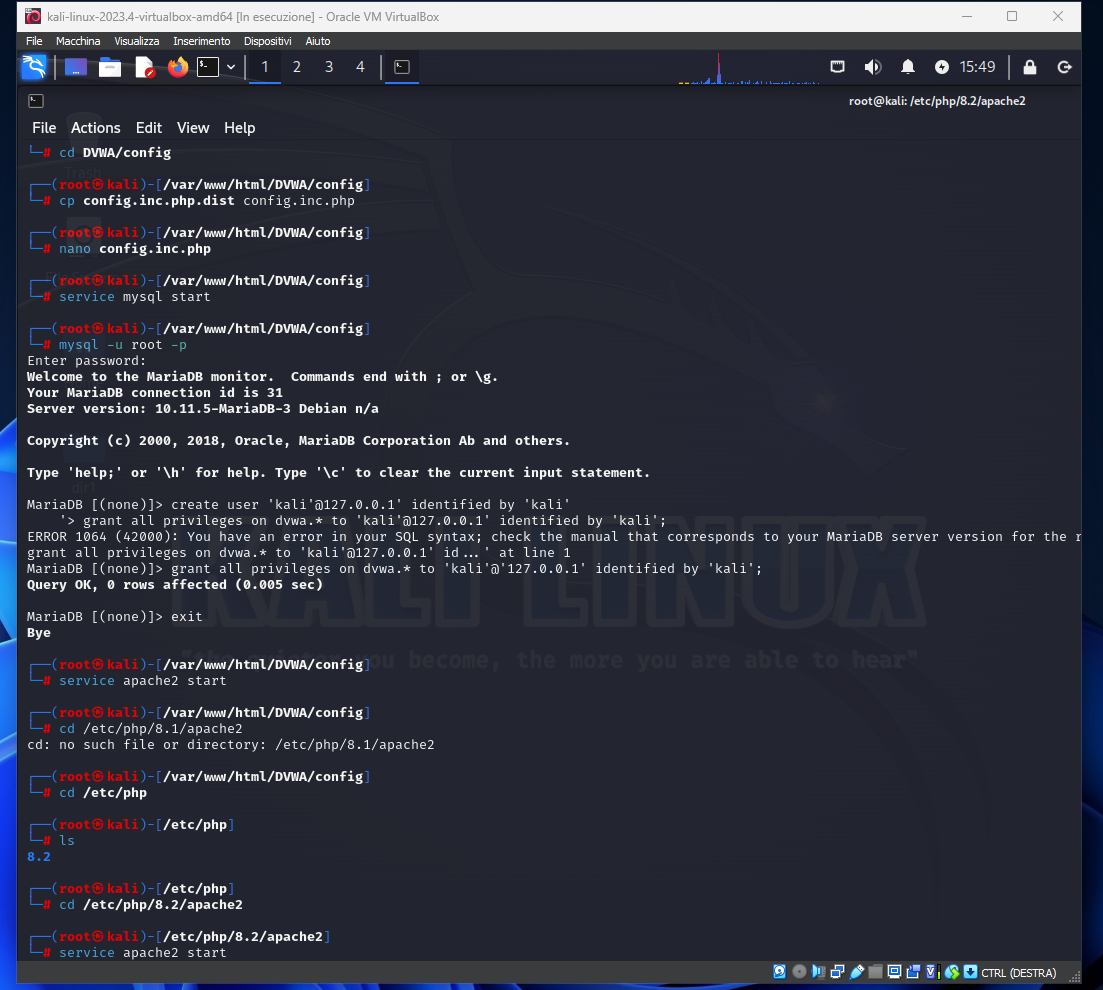 kali-linux-2023.4-virtualbox-amd64 [In esecuzione] - Oracle VM VirtualBox
File Macchina Visualizza Inserimento Dispositivi Aiuto
1 2 3 4 15:49
root@kali: /etc/php/8.2/apache2
File Actions Edit View Help
└─# cd DVWA/config
┌──(root㉿kali)-[/var/www/html/DVWA/config]
└─# cp config.inc.php.dist config.inc.php
┌──(root㉿kali)-[/var/www/html/DVWA/config]
└─# nano config.inc.php
┌──(root㉿kali)-[/var/www/html/DVWA/config]
└─# service mysql start
┌──(root㉿kali)-[/var/www/html/DVWA/config]
└─# mysql -u root -p
Enter password:
Welcome to the MariaDB monitor.  Commands end with ; or \g.
Your MariaDB connection id is 31
Server version: 10.11.5-MariaDB-3 Debian n/a
Copyright (c) 2000, 2018, Oracle, MariaDB Corporation Ab and others.
Type 'help;' or '\h' for help. Type '\c' to clear the current input statement.
MariaDB [(none)]> create user 'kali'@127.0.0.1' identified by 'kali'
    '> grant all privileges on dvwa.* to 'kali'@127.0.0.1' identified by 'kali';
ERROR 1064 (42000): You have an error in your SQL syntax; check the manual that corresponds to your MariaDB server version for the r
grant all privileges on dvwa.* to 'kali'@127.0.0.1' id...' at line 1
MariaDB [(none)]> grant all privileges on dvwa.* to 'kali'@'127.0.0.1' identified by 'kali';
Query OK, 0 rows affected (0.005 sec)
MariaDB [(none)]> exit
Bye
KALI LINUX
"the quieter you become, the more you are able to hear"
┌──(root㉿kali)-[/var/www/html/DVWA/config]
└─# service apache2 start
┌──(root㉿kali)-[/var/www/html/DVWA/config]
└─# cd /etc/php/8.1/apache2
cd: no such file or directory: /etc/php/8.1/apache2
┌──(root㉿kali)-[/var/www/html/DVWA/config]
└─# cd /etc/php
┌──(root㉿kali)-[/etc/php]
└─# ls
8.2
┌──(root㉿kali)-[/etc/php]
└─# cd /etc/php/8.2/apache2
┌──(root㉿kali)-[/etc/php/8.2/apache2]
└─# service apache2 start
CTRL (DESTRA)